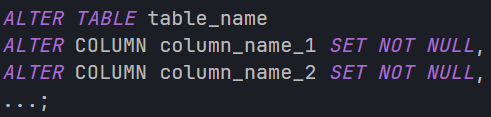 ALTER TABLE table_name
ALTER COLUMN column_name_1 SET NOT NULL,
ALTER COLUMN column_name_2 SET NOT NULL,
...;